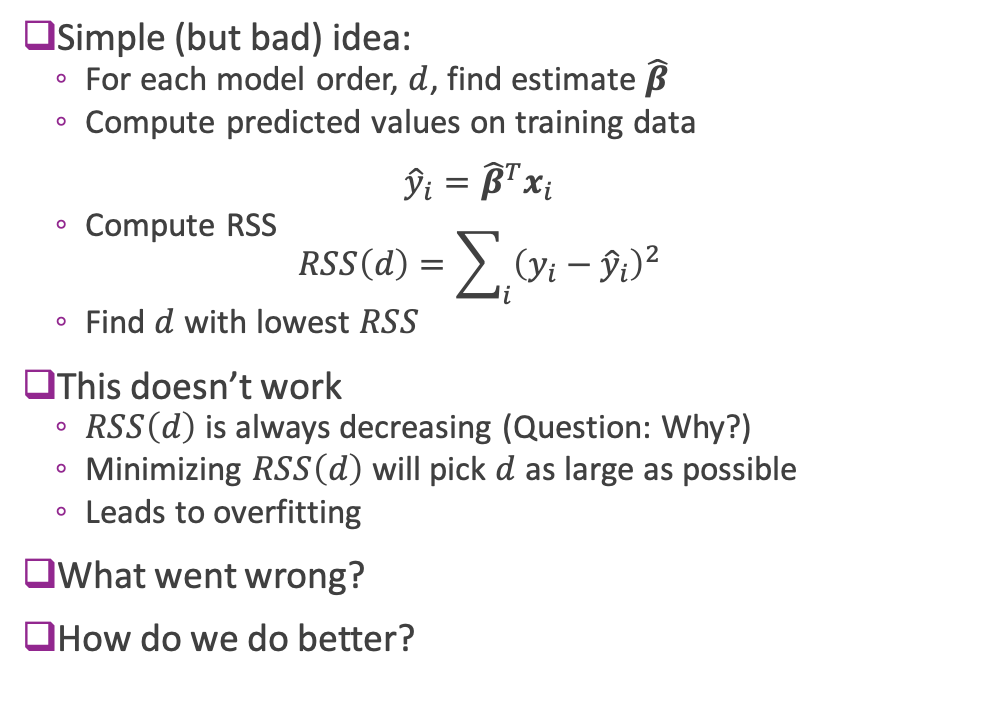 ❑Simple (but bad) idea:
◦ For each model order, d, find estimate β̂
◦ Compute predicted values on training data
ŷᵢ = β̂ᵀxᵢ
◦ Compute RSS
RSS(d) = ∑ᵢ(yᵢ − ŷᵢ)²
◦ Find d with lowest RSS
❑This doesn’t work
◦ RSS(d) is always decreasing (Question: Why?)
◦ Minimizing RSS(d) will pick d as large as possible
◦ Leads to overfitting
❑What went wrong?
❑How do we do better?